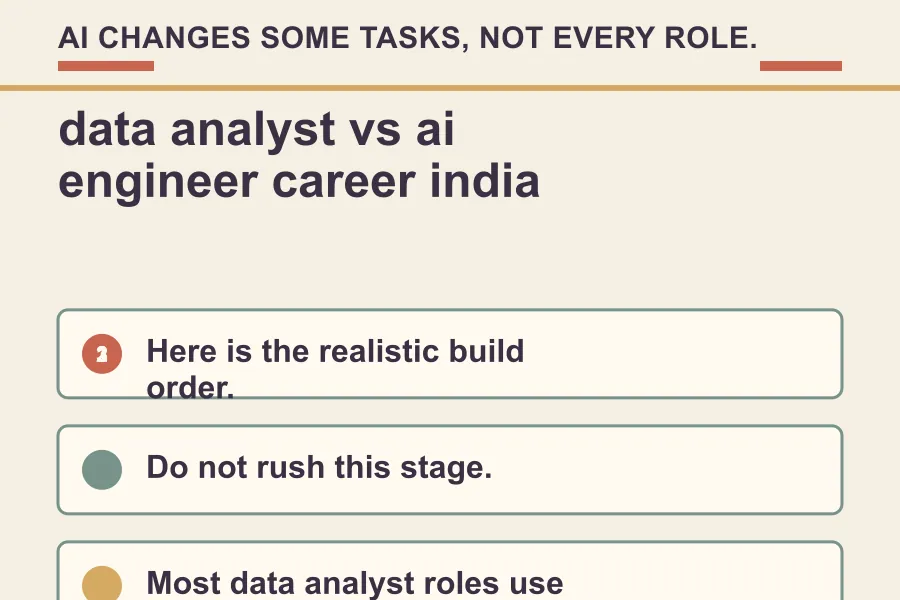 AI CHANGES SOME TASKS, NOT EVERY ROLE.
data analyst vs ai
engineer career india
Here is the realistic build
order.
Do not rush this stage.
Most data analyst roles use